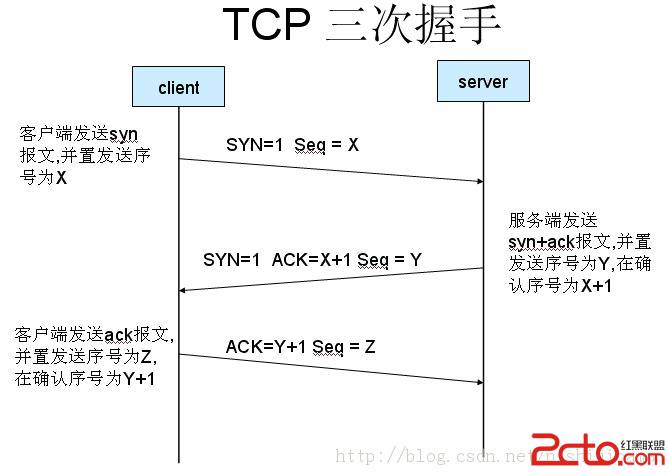 TCP 三次握手
client
server
客户端发送syn
报文,并置发送序
号为X
SYN=1 Seq = X
服务端发送
syn+ack报文,并置
发送序号为Y,在确
认序号为X+1
SYN=1 ACK=X+1 Seq = Y
客户端发送ack报文,
并置发送序号为Z,
在确认序号为Y+1
ACK=Y+1 Seq = Z
红黑联盟
2cto.com
http://blog.csdn.net/